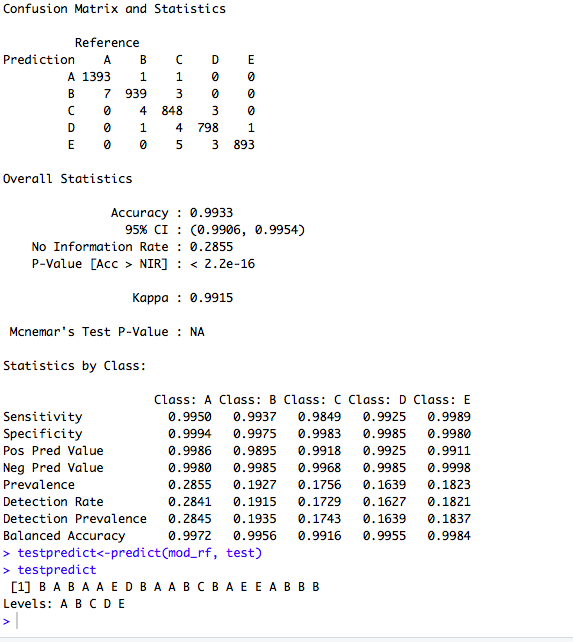 Confusion Matrix and Statistics

          Reference
Prediction    A    B    C    D    E
         A 1393    1    1    0    0
         B    7  939    3    0    0
         C    0    4  848    3    0
         D    0    1    4  798    1
         E    0    0    5    3  893

Overall Statistics

               Accuracy : 0.9933
                 95% CI : (0.9906, 0.9954)
    No Information Rate : 0.2855
    P-Value [Acc > NIR] : < 2.2e-16

                  Kappa : 0.9915

 Mcnemar's Test P-Value : NA

Statistics by Class:

                     Class: A Class: B Class: C Class: D Class: E
Sensitivity            0.9950   0.9937   0.9849   0.9925   0.9989
Specificity            0.9994   0.9975   0.9983   0.9985   0.9980
Pos Pred Value         0.9986   0.9895   0.9918   0.9925   0.9911
Neg Pred Value         0.9980   0.9985   0.9968   0.9985   0.9998
Prevalence             0.2855   0.1927   0.1756   0.1639   0.1823
Detection Rate         0.2841   0.1915   0.1729   0.1627   0.1821
Detection Prevalence   0.2845   0.1935   0.1743   0.1639   0.1837
Balanced Accuracy      0.9972   0.9956   0.9916   0.9955   0.9984
> testpredict<-predict(mod_rf, test)
> testpredict
 [1] B A B A A E D B A A B C B A E E A B B B
Levels: A B C D E
>